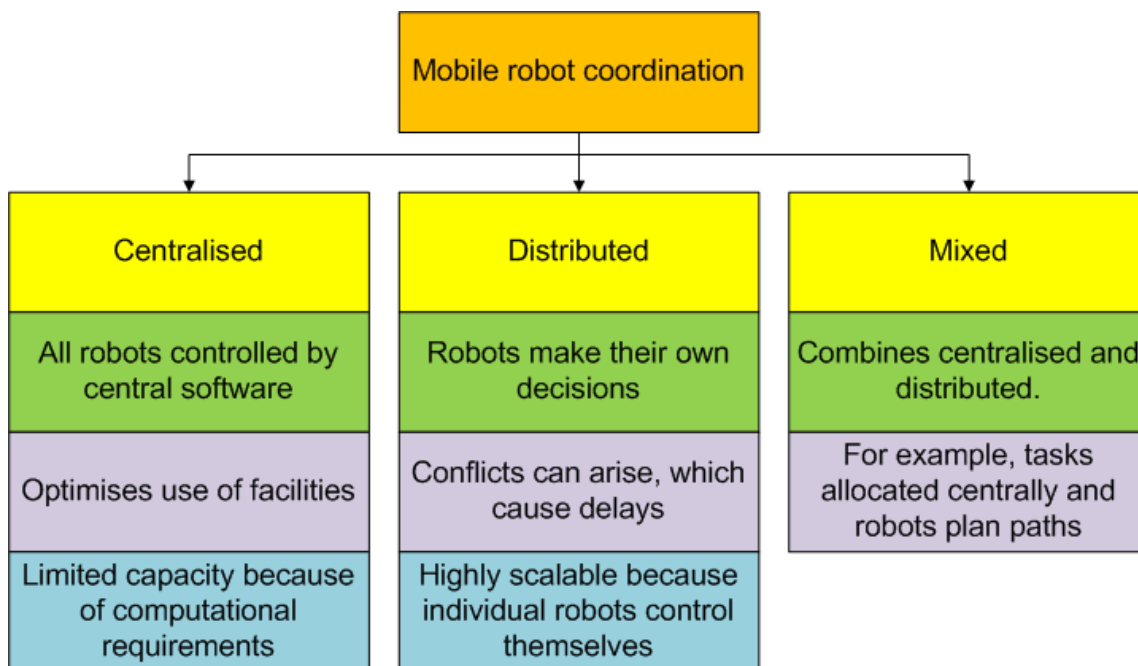 Mobile robot coordination
Centralised
All robots controlled by
central software
Optimises use of facilities
Limited capacity because
of computational
requirements
Distributed
Robots make their own
decisions
Conflicts can arise, which
cause delays
Highly scalable because
individual robots control
themselves
Mixed
Combines centralised and
distributed.
For example, tasks
allocated centrally and
robots plan paths